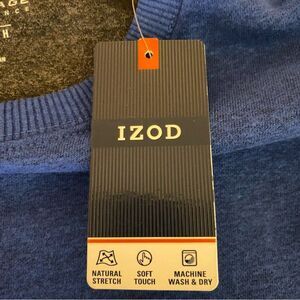 IZOD
NATURAL
STRETCH
SOFT
TOUCH
MACHINE
WASH & DRY